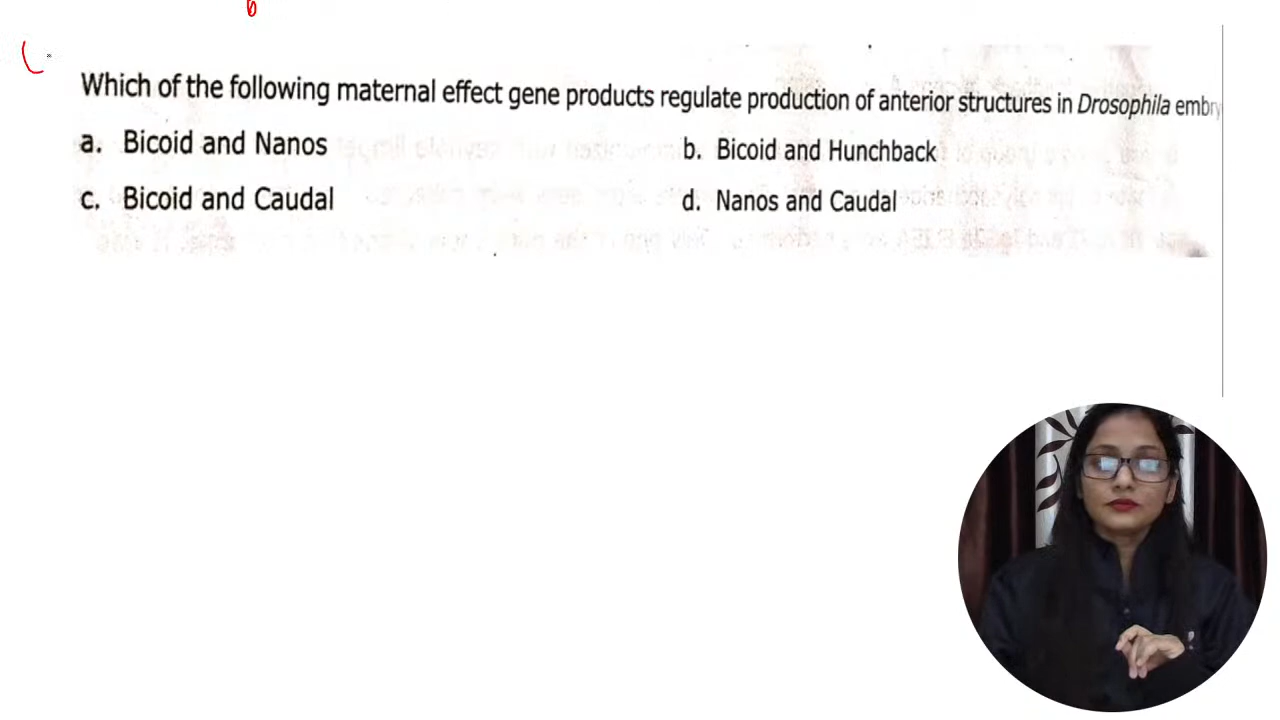 Which of the following maternal effect gene products regulate production of anterior structures in Drosophila embry
a. Bicoid and Nanos
b. Bicoid and Hunchback
c. Bicoid and Caudal
d. Nanos and Caudal